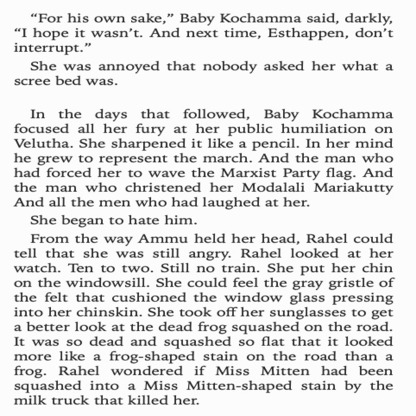 “For his own sake,” Baby Kochamma said, darkly,
“I hope it wasn’t. And next time, Esthappen, don’t
interrupt.”
She was annoyed that nobody asked her what a
scree bed was.
In the days that followed, Baby Kochamma
focused all her fury at her public humiliation on
Velutha. She sharpened it like a pencil. In her mind
he grew to represent the march. And the man who
had forced her to wave the Marxist Party flag. And
the man who christened her Modalali Mariakutty
And all the men who had laughed at her.
She began to hate him.
From the way Ammu held her head, Rahel could
tell that she was still angry. Rahel looked at her
watch. Ten to two. Still no train. She put her chin
on the windowsill. She could feel the gray gristle of
the felt that cushioned the window glass pressing
into her chinskin. She took off her sunglasses to get
a better look at the dead frog squashed on the road.
It was so dead and squashed so flat that it looked
more like a frog-shaped stain on the road than a
frog. Rahel wondered if Miss Mitten had been
squashed into a Miss Mitten-shaped stain by the
milk truck that killed her.